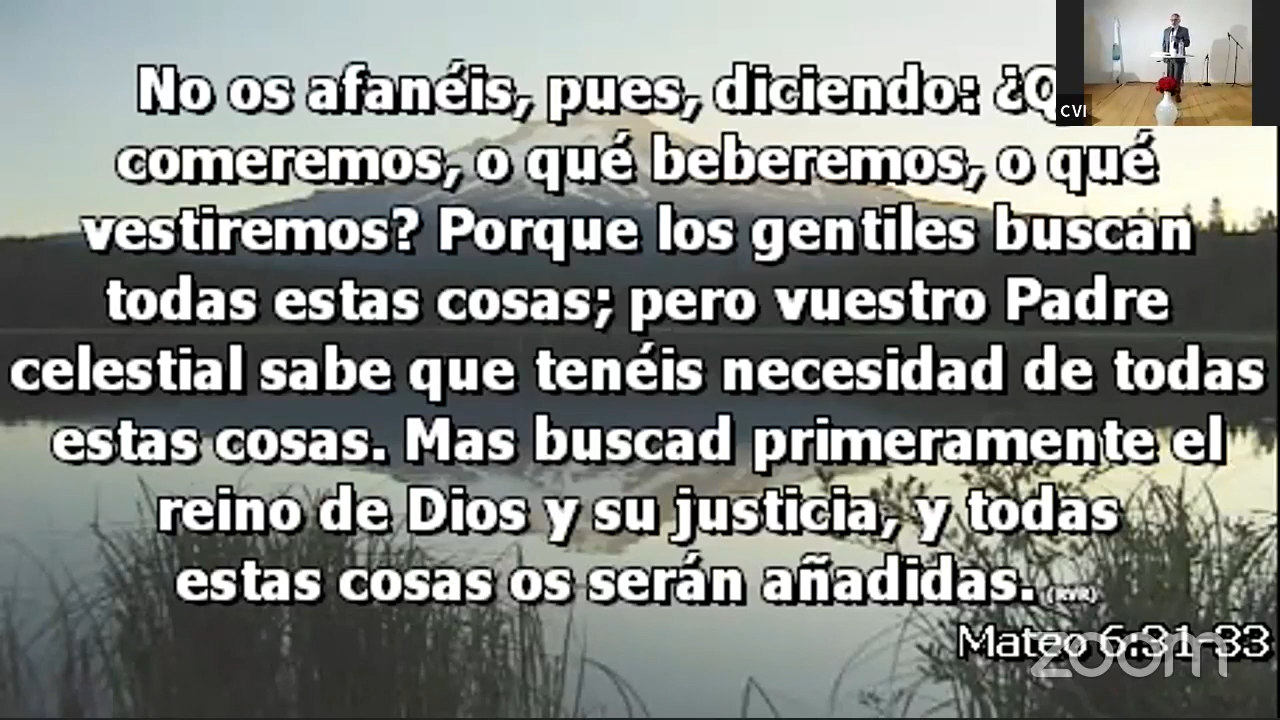 No os afanéis, pues, diciendo: ¿Q
comeremos, o qué beberemos, o qué
vestiremos? Porque los gentiles buscan
todas estas cosas; pero vuestro Padre
celestial sabe que tenéis necesidad de todas
estas cosas. Mas buscad primeramente el
reino de Dios y su justicia, y todas
estas cosas os serán añadidas. (RVR)
Mateo 6:31-33
zoom
CVI